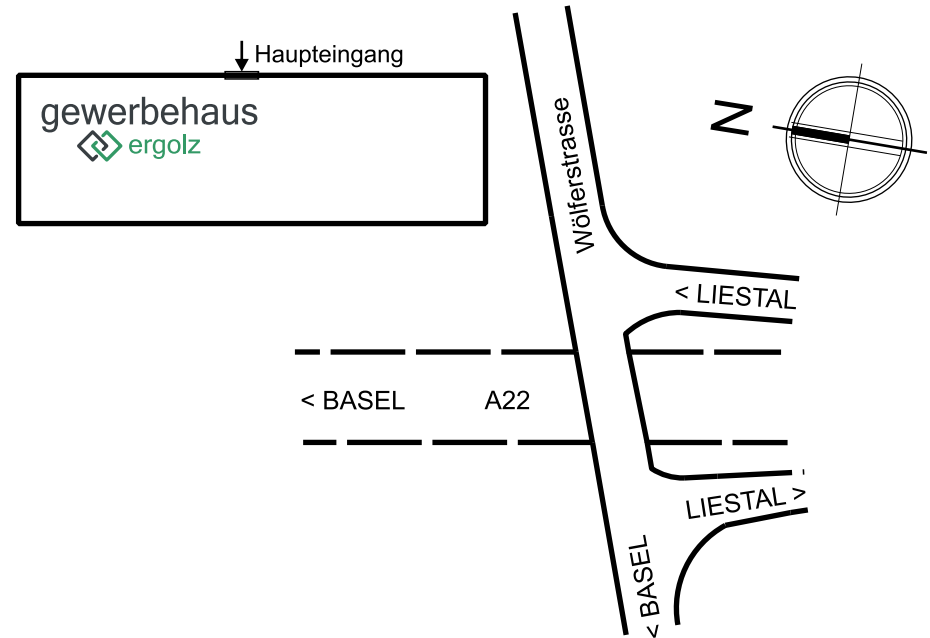 Haupteingang
gewerbehaus
ergolz
Wölferstrasse
N
< LIESTAL
< BASEL
A22
LIESTAL >
< BASEL